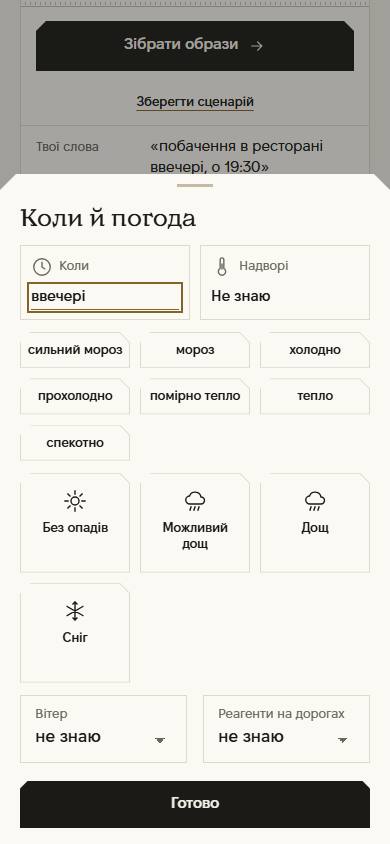 Зібрати образи →
Зберегти сценарій
Твої слова
«побачення в ресторані
ввечері, о 19:30»
Коли й погода
Коли
ввечері
Надворі
Не знаю
сильний мороз
мороз
холодно
прохолодно
помірно тепло
тепло
спекотно
Без опадів
Можливий
дощ
Дощ
Сніг
Вітер
не знаю
Реагенти на дорогах
не знаю
Готово